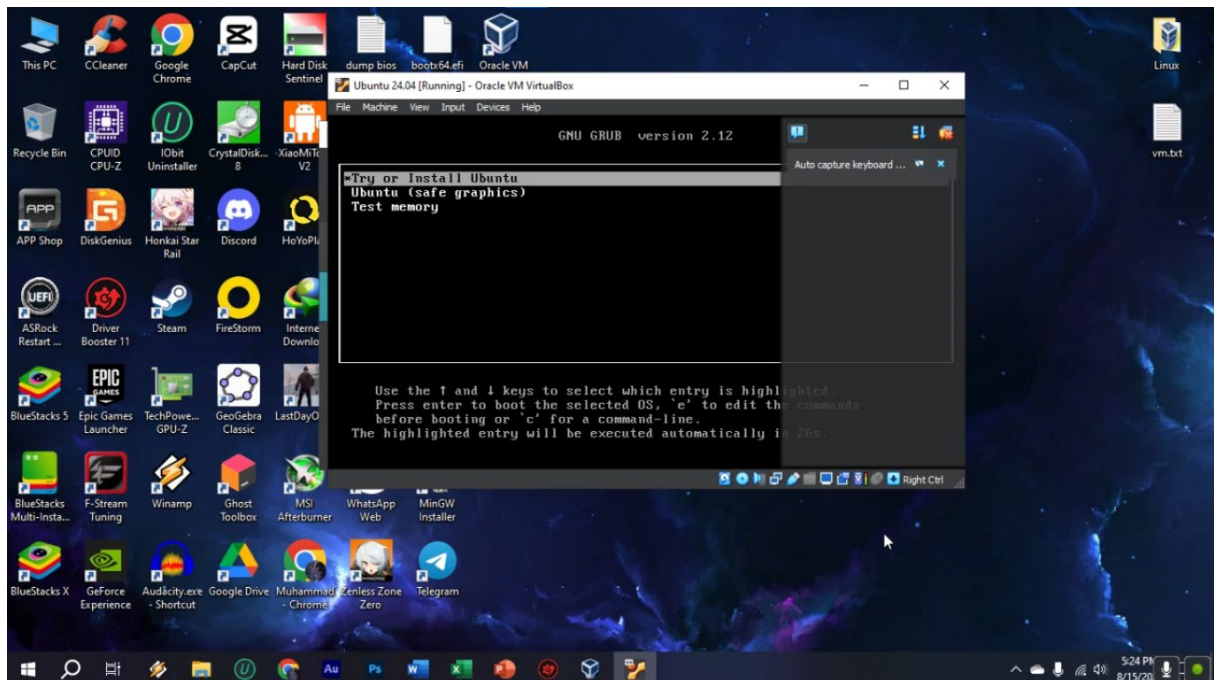 This PC
CCleaner
Google
Chrome
CapCut
Hard Disk
Sentinel
dump bios
bootx64.efi
Oracle VM
Linux
Ubuntu 24.04 [Running] - Oracle VM VirtualBox
File Machine View Input Devices Help
GNU GRUB version 2.12
Auto capture keyboard ...
*Try or Install Ubuntu
Ubuntu (safe graphics)
Test memory
Use the ↑ and ↓ keys to select which entry is highlighted.
Press enter to boot the selected OS, `e' to edit the commands
before booting or `c' for a command-line.
The highlighted entry will be executed automatically in 26s.
Right Ctrl
Recycle Bin
CPUID
CPU-Z
IObit
Uninstaller
CrystalDisk...
8
XiaoMiTo
V2
vm.txt
APP
APP Shop
DiskGenius
Honkai Star
Rail
Discord
HoYoPla
UEFI
ASRock
Restart ...
Driver
Booster 11
Steam
FireStorm
Interne
Downlo
BlueStacks 5
EPIC
GAMES
Epic Games
Launcher
TechPowe...
GPU-Z
GeoGebra
Classic
LastDayO
BlueStacks
Multi-Insta...
F-Stream
Tuning
Winamp
Ghost
Toolbox
MSI
Afterburner
WhatsApp
Web
MinGW
Installer
BlueStacks X
GeForce
Experience
Audacity.exe
- Shortcut
Google Drive
Muhammad
- Chrome
Zenless Zone
Zero
Telegram
Au
Ps
5:24 PM
8/15/20